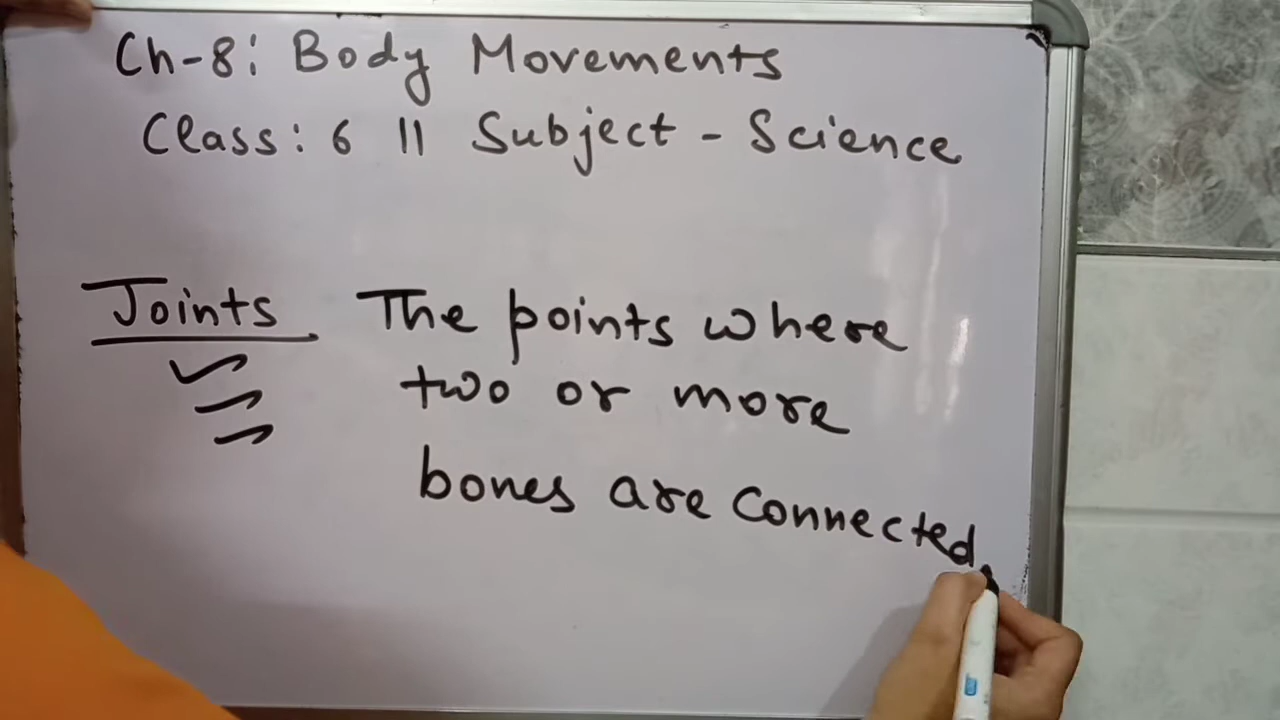 Ch-8: Body Movements
Class: 6 || Subject - Science
Joints The points where
two or more
bones are connected.